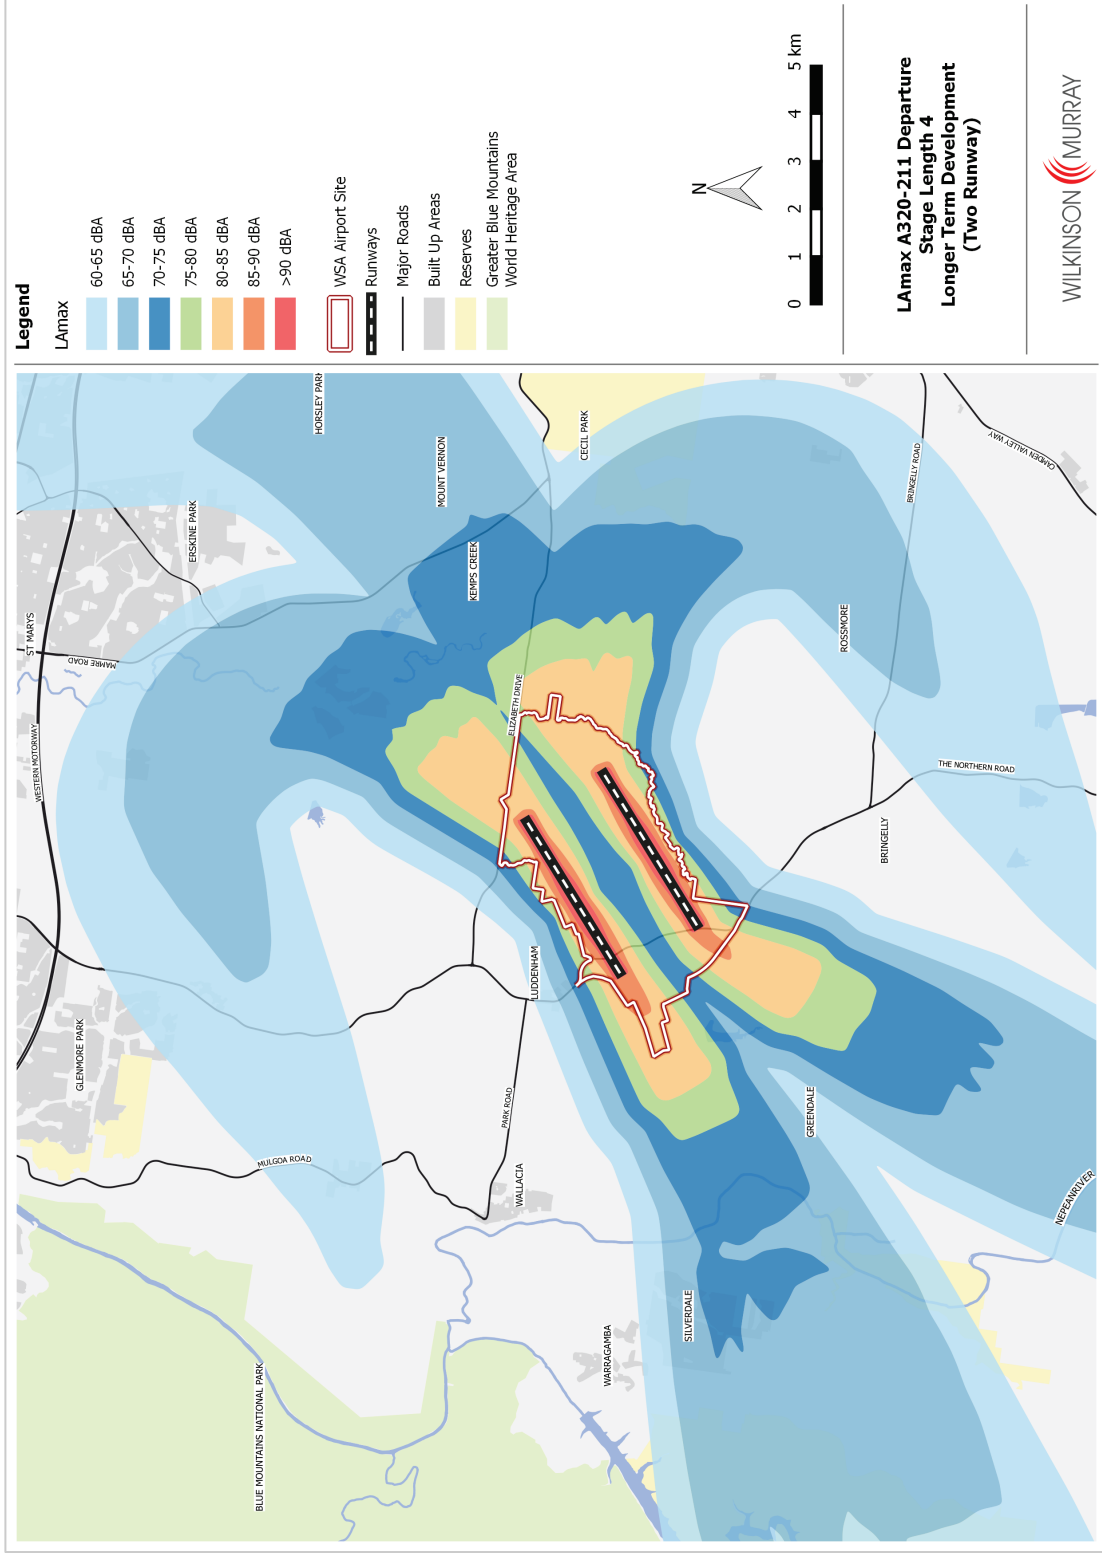 Legend
LAmax
60-65 dBA
65-70 dBA
70-75 dBA
75-80 dBA
80-85 dBA
85-90 dBA
>90 dBA
WSA Airport Site
Runways
Major Roads
Built Up Areas
Reserves
Greater Blue Mountains
World Heritage Area
N
0 1 2 3 4 5 km
LAmax A320-211 Departure
Stage Length 4
Longer Term Development
(Two Runway)
WILKINSON MURRAY
ST MARYS
MAMRE ROAD
WESTERN MOTORWAY
ERSKINE PARK
HORSLEY PARK
MOUNT VERNON
KEMPS CREEK
CECIL PARK
ELIZABETH DRIVE
GLENMORE PARK
MULGOA ROAD
LUDDENHAM
PARK ROAD
WALLACIA
BLUE MOUNTAINS NATIONAL PARK
WARRAGAMBA
SILVERDALE
GREENDALE
NEPEANRIVER
BRINGELLY
THE NORTHERN ROAD
ROSSMORE
BRINGELLY ROAD
CAMDEN VALLEY WAY